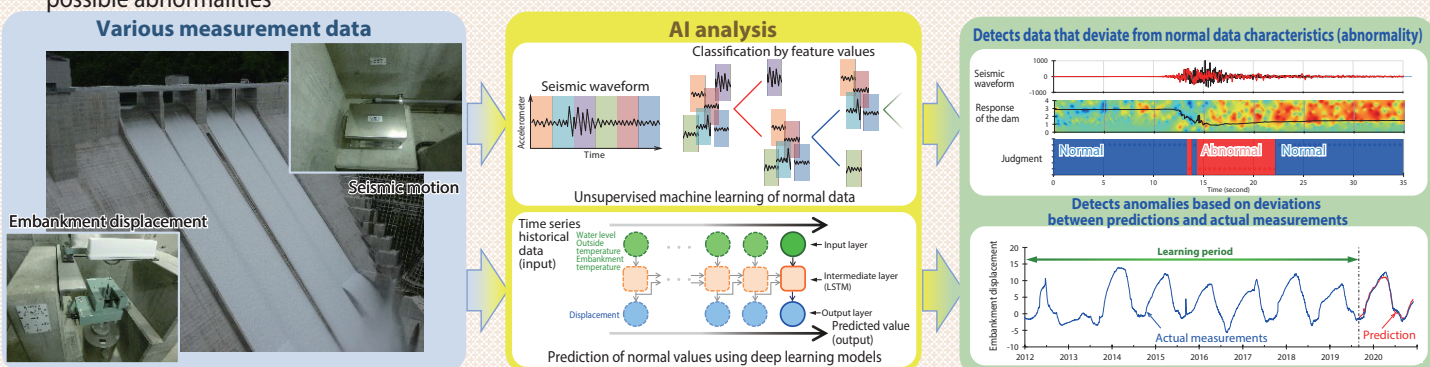 possible abnormalities
Various measurement data
Seismic motion
Embankment displacement
AI analysis
Classification by feature values
Seismic waveform
Accelerometer
Time
Unsupervised machine learning of normal data
Time series
historical
data
(input)
Water level
Outside
temperature
Embankment
temperature
Input layer
Intermediate layer
(LSTM)
Displacement
Output layer
Predicted value
(output)
Prediction of normal values using deep learning models
Detects data that deviate from normal data characteristics (abnormality)
Seismic
waveform
1000
0
-1000
Response
of the dam
4
3
2
1
0
Judgment
Normal
Abnormal
Normal
0 5 10 15 20 25 30 35
Time (second)
Detects anomalies based on deviations
between predictions and actual measurements
Embankment displacement
20
15
10
5
0
-5
-10
Learning period
Actual measurements
Prediction
2012 2013 2014 2015 2016 2017 2018 2019 2020